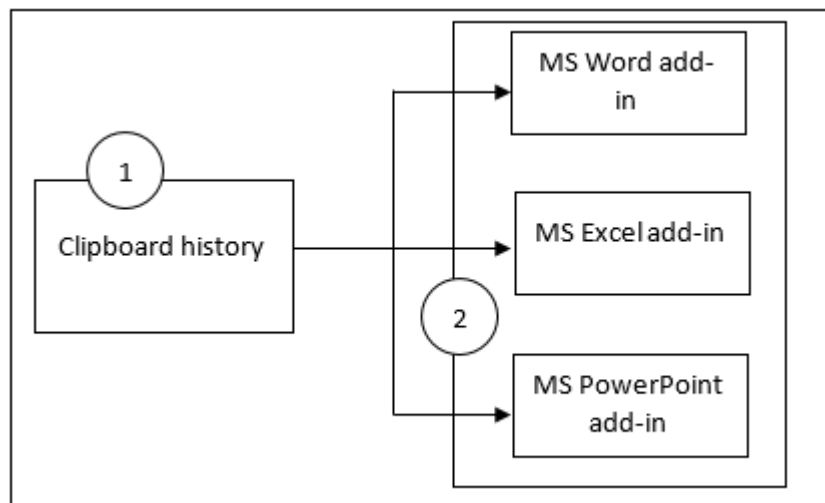 MS Word add-
in
1
Clipboard history
MS Excel add-in
2
MS PowerPoint
add-in